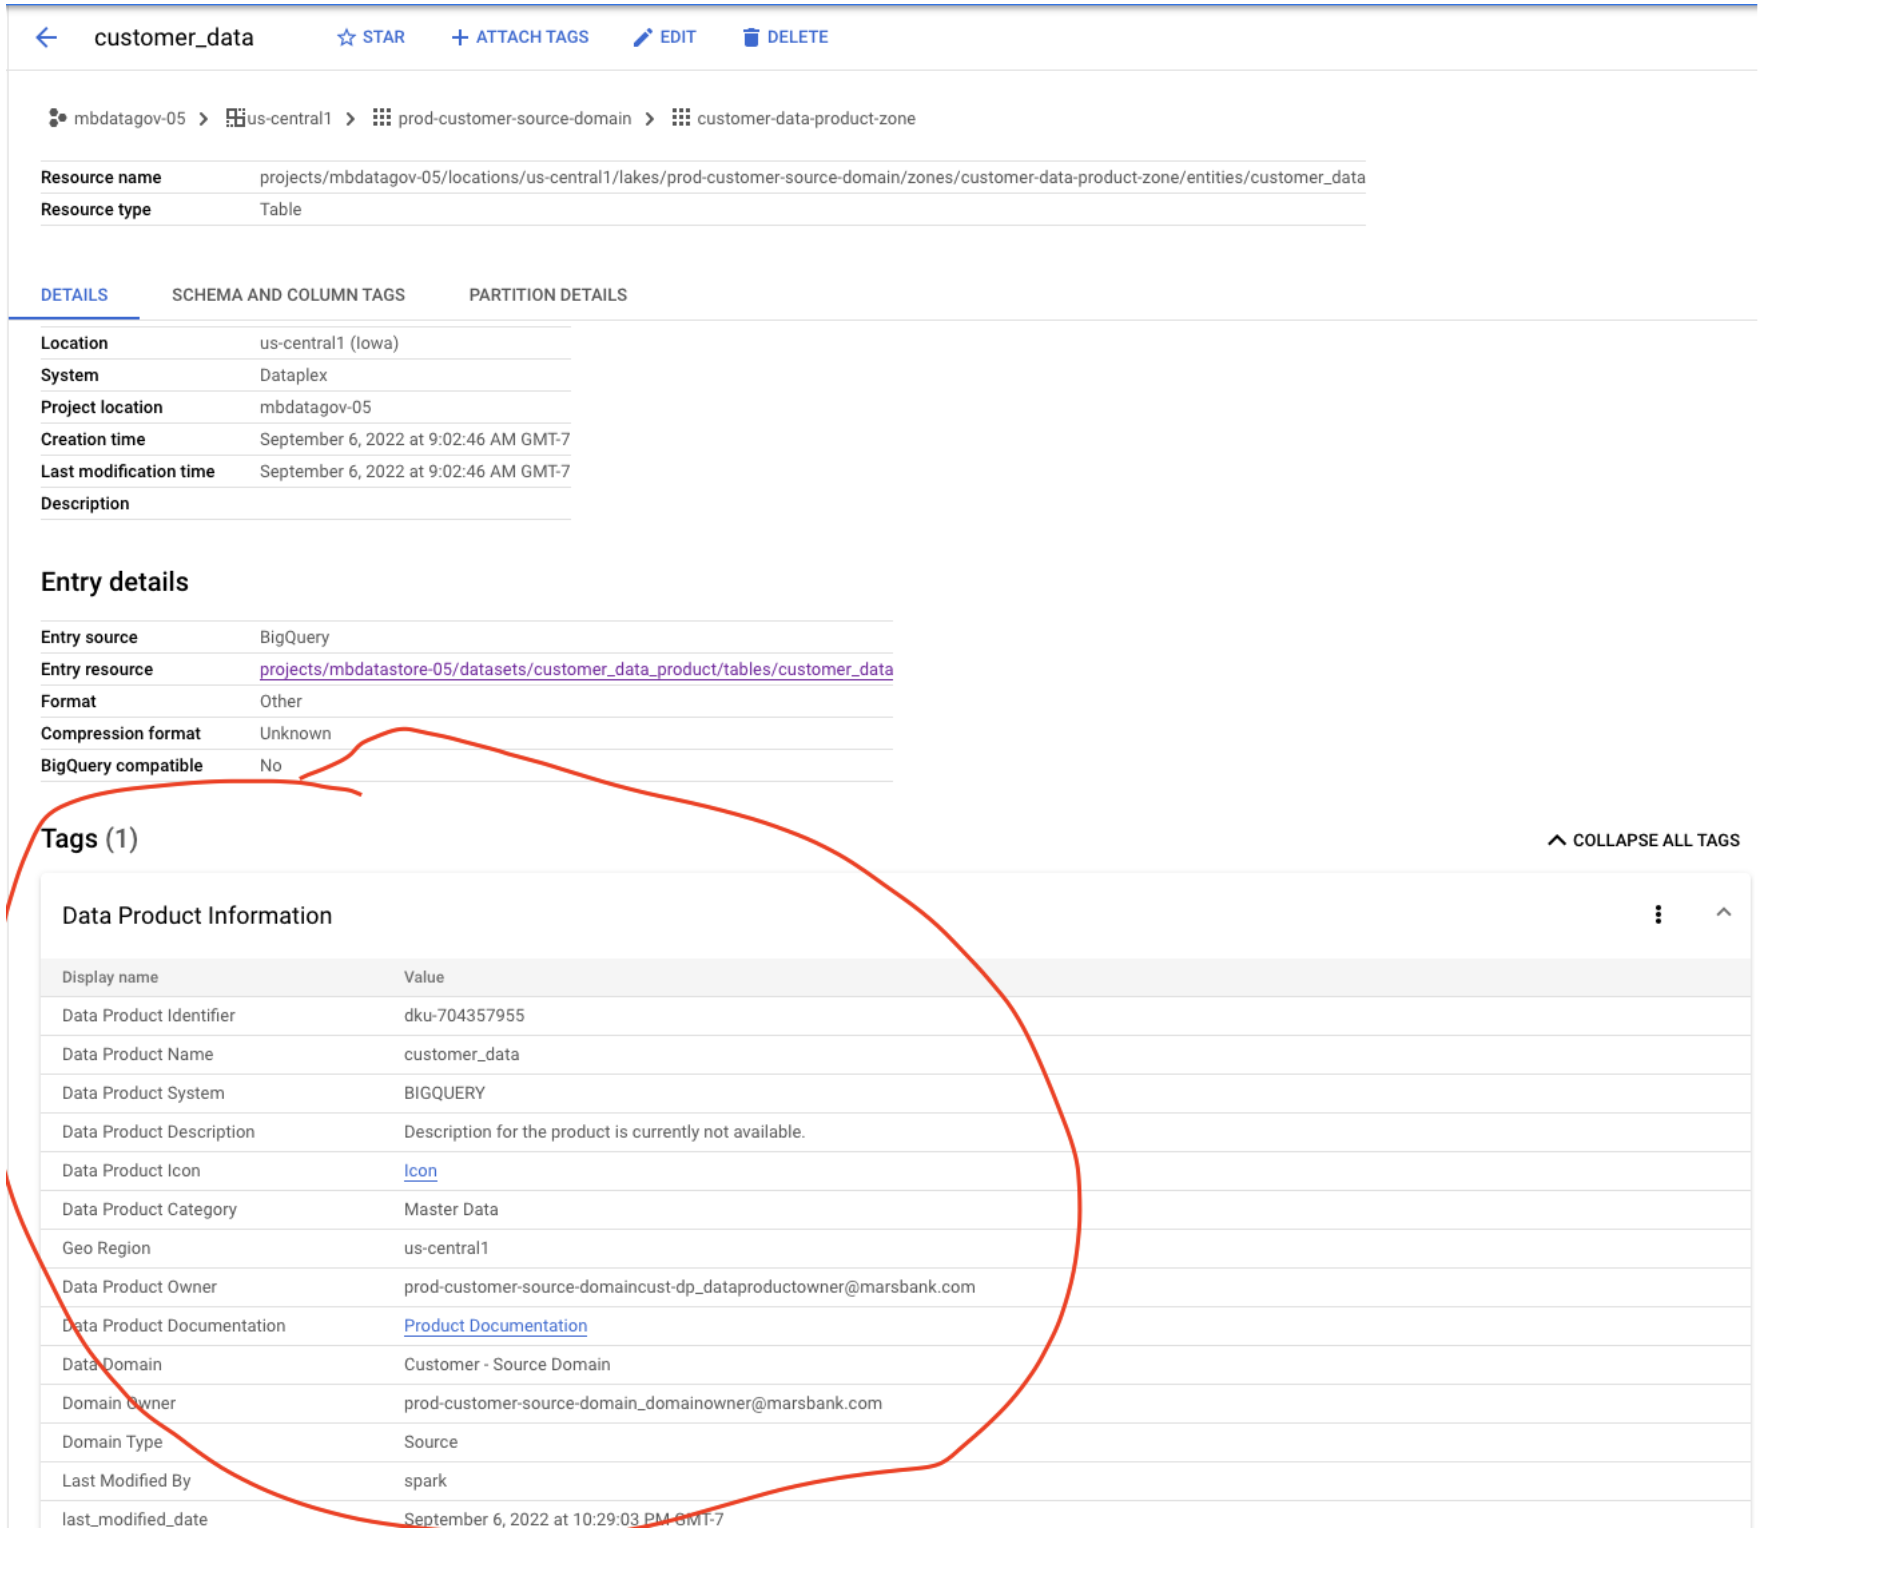 customer_data STAR ATTACH TAGS EDIT DELETE
mbdatagov-05 us-central1 prod-customer-source-domain customer-data-product-zone
Resource name projects/mbdatagov-05/locations/us-central1/lakes/prod-customer-source-domain/zones/customer-data-product-zone/entities/customer_data
Resource type Table
DETAILS SCHEMA AND COLUMN TAGS PARTITION DETAILS
Location us-central1 (Iowa)
System Dataplex
Project location mbdatagov-05
Creation time September 6, 2022 at 9:02:46 AM GMT-7
Last modification time September 6, 2022 at 9:02:46 AM GMT-7
Description
Entry details
Entry source BigQuery
Entry resource projects/mbdatastore-05/datasets/customer_data_product/tables/customer_data
Format Other
Compression format Unknown
BigQuery compatible No
Tags (1) COLLAPSE ALL TAGS
Data Product Information
Display name Value
Data Product Identifier dku-704357955
Data Product Name customer_data
Data Product System BIGQUERY
Data Product Description Description for the product is currently not available.
Data Product Icon Icon
Data Product Category Master Data
Geo Region us-central1
Data Product Owner prod-customer-source-domaincust-dp_dataproductowner@marsbank.com
Data Product Documentation Product Documentation
Data Domain Customer - Source Domain
Domain Owner prod-customer-source-domain_domainowner@marsbank.com
Domain Type Source
Last Modified By spark
last_modified_date September 6, 2022 at 10:29:03 PM GMT-7